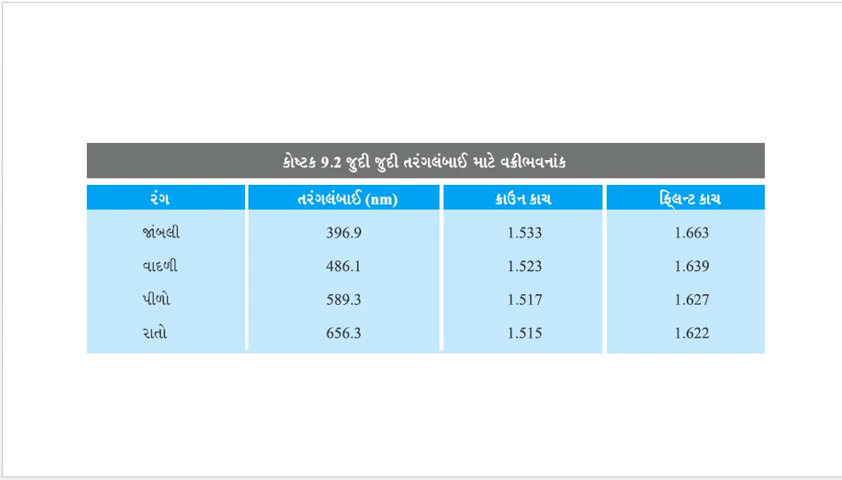 કોષ્ટક 9.2 જુદી જુદી તરંગલંબાઈ માટે વક્રીભવનાંક
રંગ તરંગલંબાઈ (nm) ક્રાઉન કાચ ફ્લિન્ટ કાચ
જાંબલી 396.9 1.533 1.663
વાદળી 486.1 1.523 1.639
પીળો 589.3 1.517 1.627
રાતો 656.3 1.515 1.622